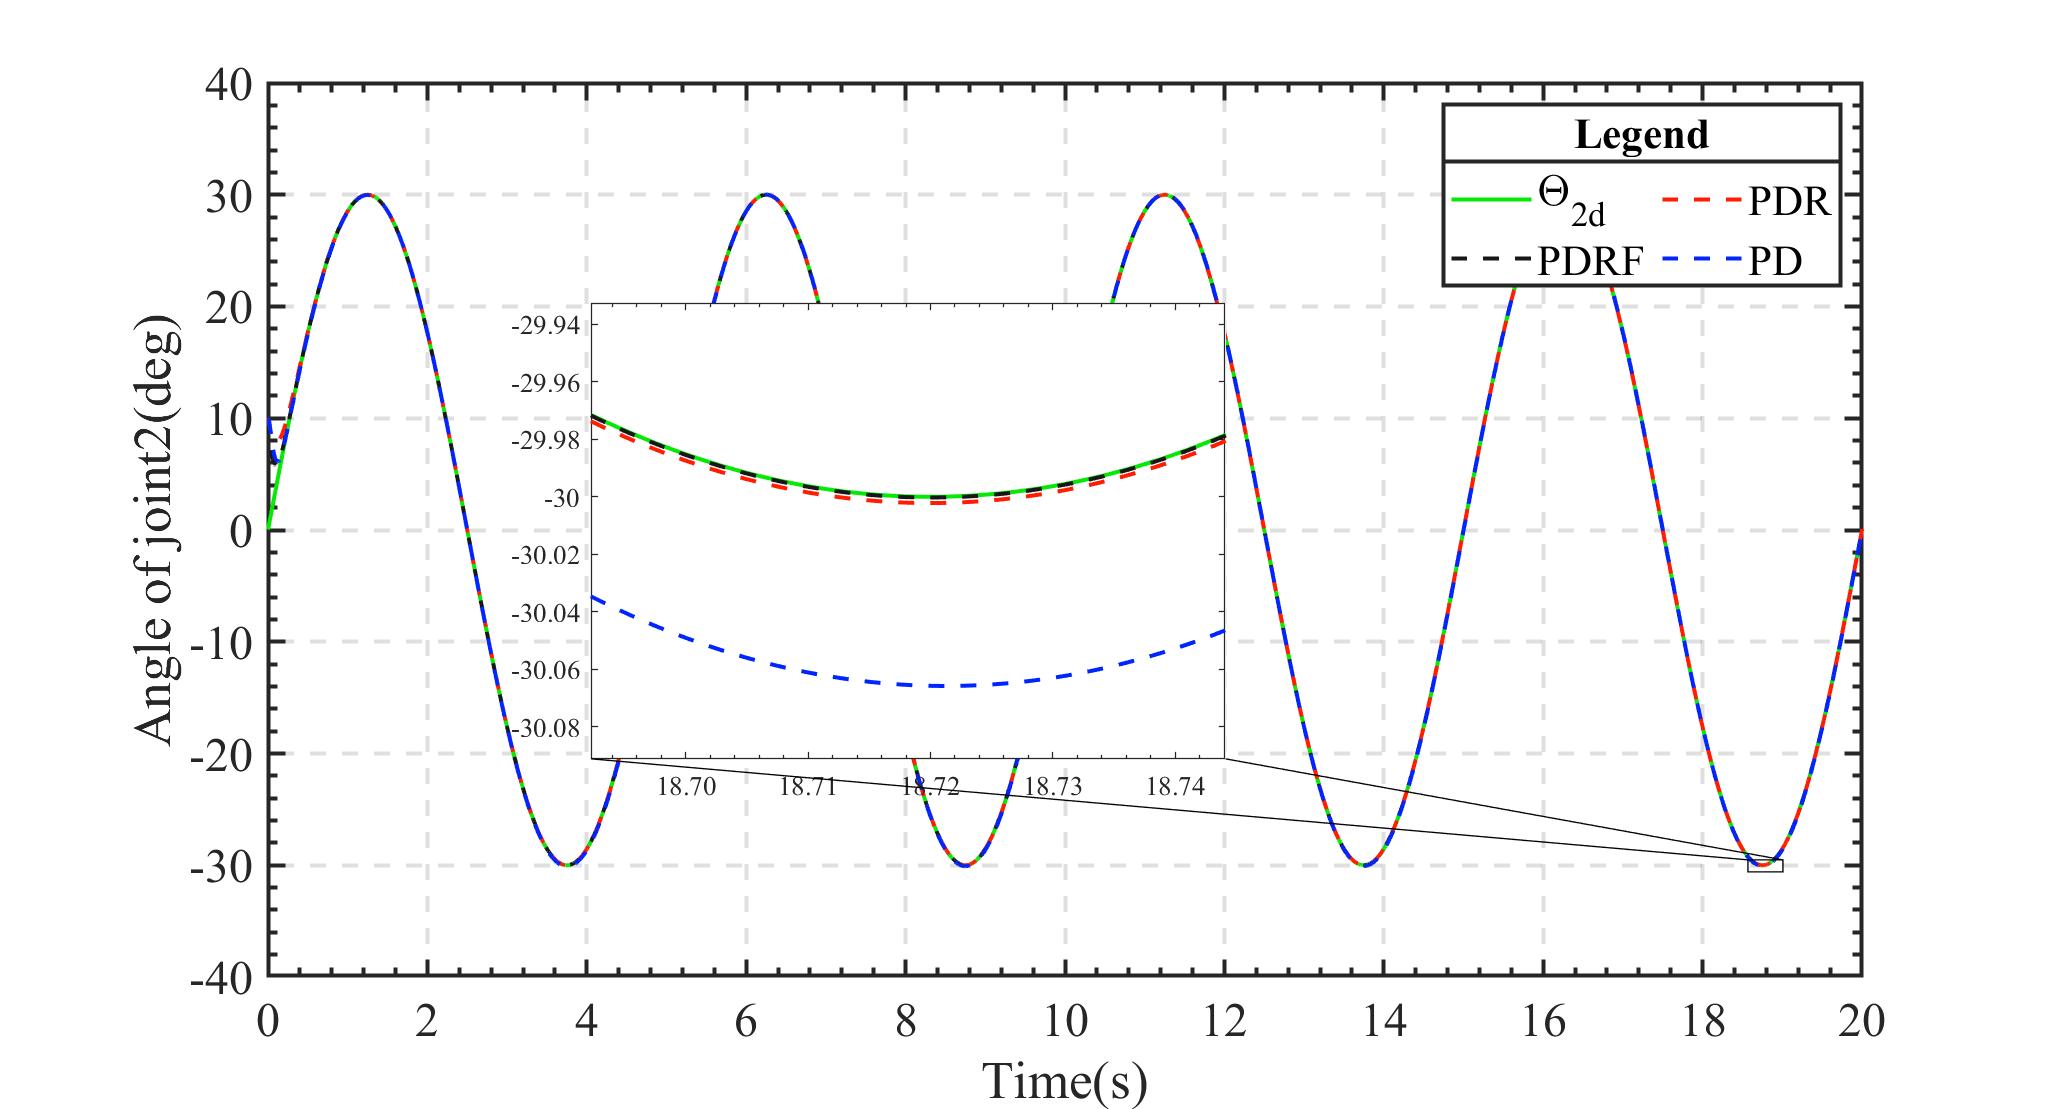 40
30
20
10
0
-10
-20
-30
-40
Angle of joint2(deg)
Legend
Θ2d PDR
PDRF PD
-29.94
-29.96
-29.98
-30
-30.02
-30.04
-30.06
-30.08
18.70 18.71 18.72 18.73 18.74
0 2 4 6 8 10 12 14 16 18 20
Time(s)